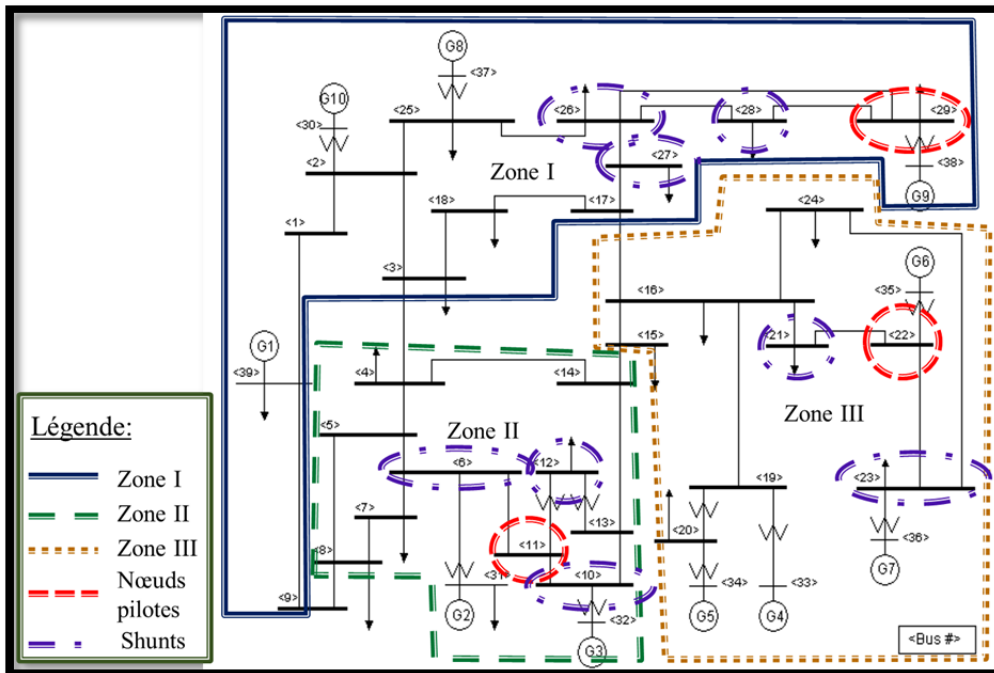 G8
<37>
G10
<30>
<25>
<26>
<28>
<29>
<2>
Zone I
<27>
<38>
G9
<18>
<17>
<24>
<1>
<3>
G6
<35>
<16>
<15>
<21>
<22>
G1
<39>
<4>
<14>
Zone III
<5>
Zone II
<6>
<12>
<19>
<23>
<7>
<13>
<20>
<8>
<11>
<36>
G7
<9>
<31>
<10>
<34>
<33>
G2
<32>
G5
G4
G3
<Bus #>
Légende:
Zone I
Zone II
Zone III
Nœuds
pilotes
Shunts